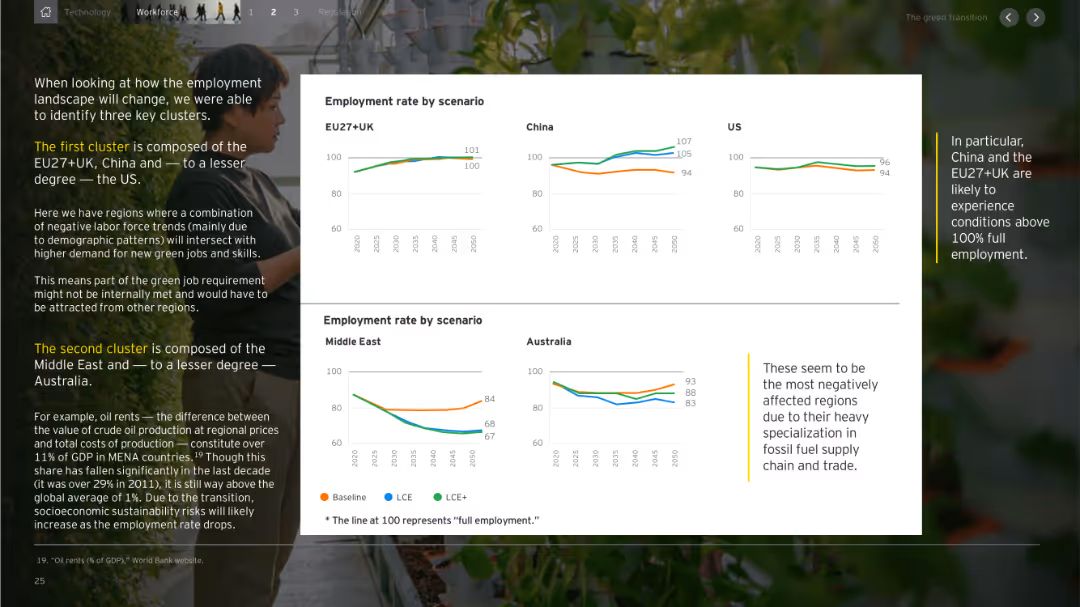 Technology
Workforce
1
2
3
Regulation
The green transition
When looking at how the employment
landscape will change, we were able
to identify three key clusters.
The first cluster is composed of the
EU27+UK, China and — to a lesser
degree — the US.
Here we have regions where a combination
of negative labor force trends (mainly due
to demographic patterns) will intersect with
higher demand for new green jobs and skills.
This means part of the green job requirement
might not be internally met and would have to
be attracted from other regions.
The second cluster is composed of the
Middle East and — to a lesser degree —
Australia.
For example, oil rents — the difference between
the value of crude oil production at regional prices
and total costs of production — constitute over
11% of GDP in MENA countries.19 Though this
share has fallen significantly in the last decade
(it was over 29% in 2011), it is still way above the
global average of 1%. Due to the transition,
socioeconomic sustainability risks will likely
increase as the employment rate drops.
Employment rate by scenario
EU27+UK
100
80
60
101
100
2020
2025
2030
2035
2040
2045
2050
China
100
80
60
107
105
94
2020
2025
2030
2035
2040
2045
2050
US
100
80
60
96
94
2020
2025
2030
2035
2040
2045
2050
In particular,
China and the
EU27+UK are
likely to
experience
conditions above
100% full
employment.
Employment rate by scenario
Middle East
100
80
60
84
68
67
2020
2025
2030
2035
2040
2045
2050
Australia
100
80
60
93
88
83
2020
2025
2030
2035
2040
2045
2050
These seem to be
the most negatively
affected regions
due to their heavy
specialization in
fossil fuel supply
chain and trade.
Baseline
LCE
LCE+
* The line at 100 represents “full employment.”
19. “Oil rents (% of GDP),” World Bank website.
25